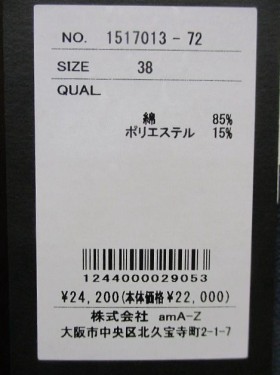 NO. 1517013-72
SIZE 38
QUAL
綿 85%
ポリエステル 15%
1244000029053
¥24,200(本体価格¥22,000)
株式会社 amA-Z
大阪市中央区北久宝寺町2-1-7